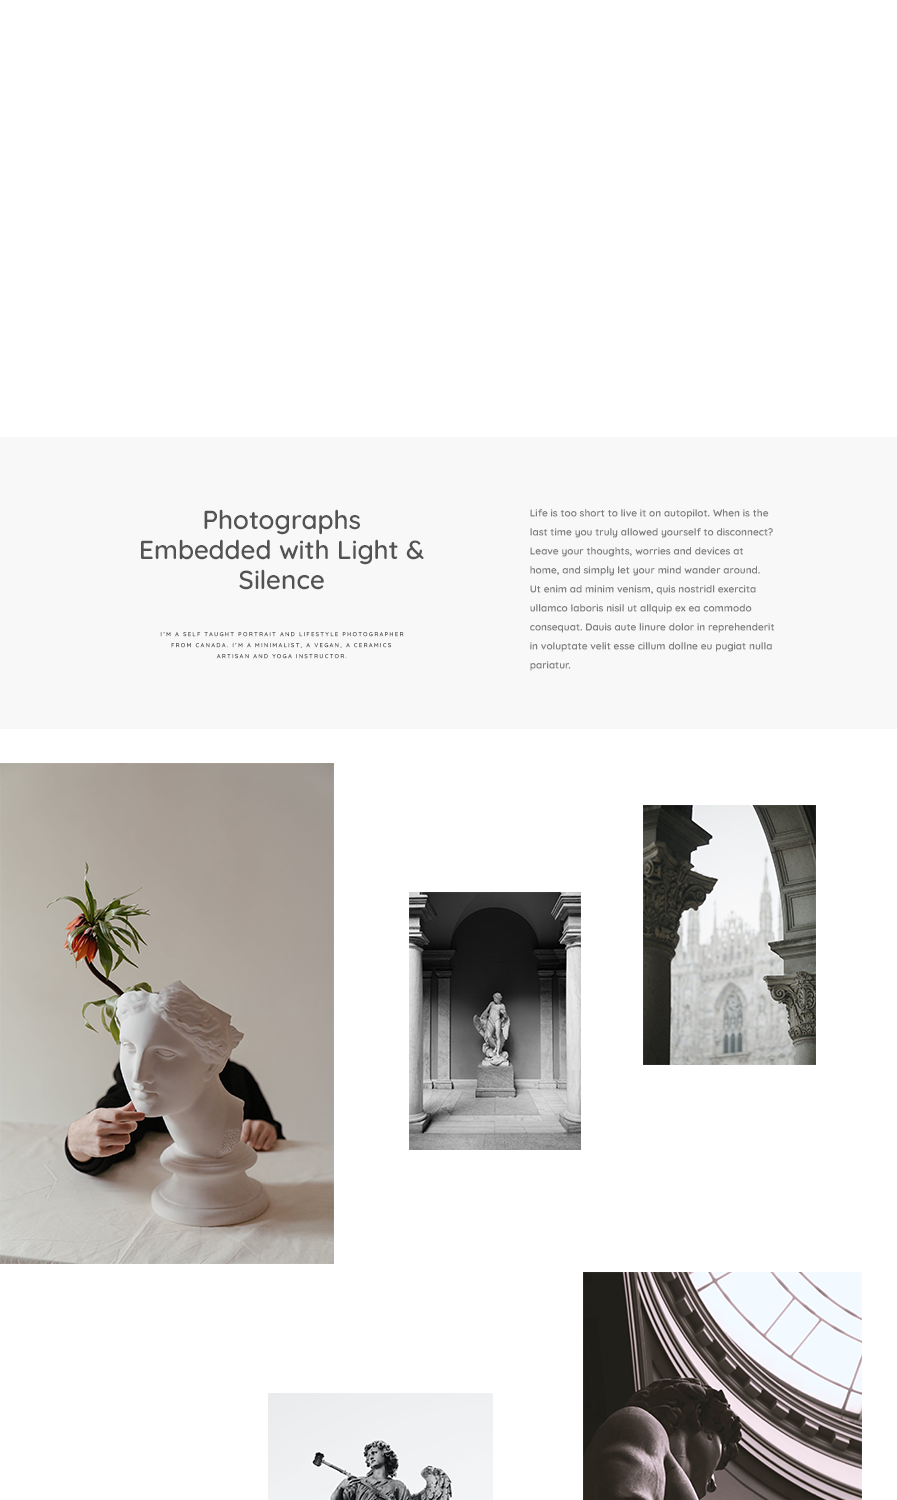 Photographs
Embedded with Light &
Silence
I'M A SELF TAUGHT PORTRAIT AND LIFESTYLE PHOTOGRAPHER
FROM CANADA. I'M A MINIMALIST, A VEGAN, A CERAMICS
ARTISAN AND YOGA INSTRUCTOR.
Life is too short to live it on autopilot. When is the
last time you truly allowed yourself to disconnect?
Leave your thoughts, worries and devices at
home, and simply let your mind wander around.
Ut enim ad minim venism, quis nostridl exercita
ullamco laboris nisil ut allquip ex ea commodo
consequat. Dauis aute linure dolor in reprehenderit
in voluptate velit esse cillum dollne eu pugiat nulla
pariatur.